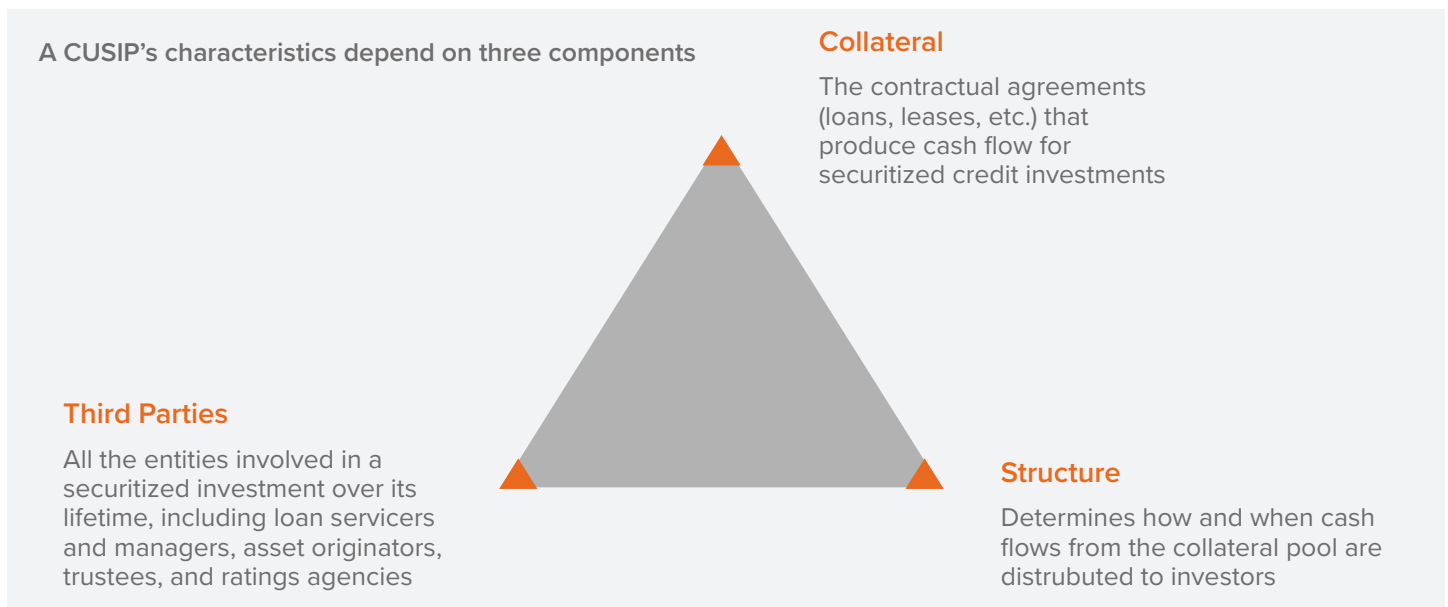 A CUSIP’s characteristics depend on three components
Collateral
The contractual agreements
(loans, leases, etc.) that
produce cash flow for
securitized credit investments
Third Parties
All the entities involved in a
securitized investment over its
lifetime, including loan servicers
and managers, asset originators,
trustees, and ratings agencies
Structure
Determines how and when cash
flows from the collateral pool are
distrubuted to investors